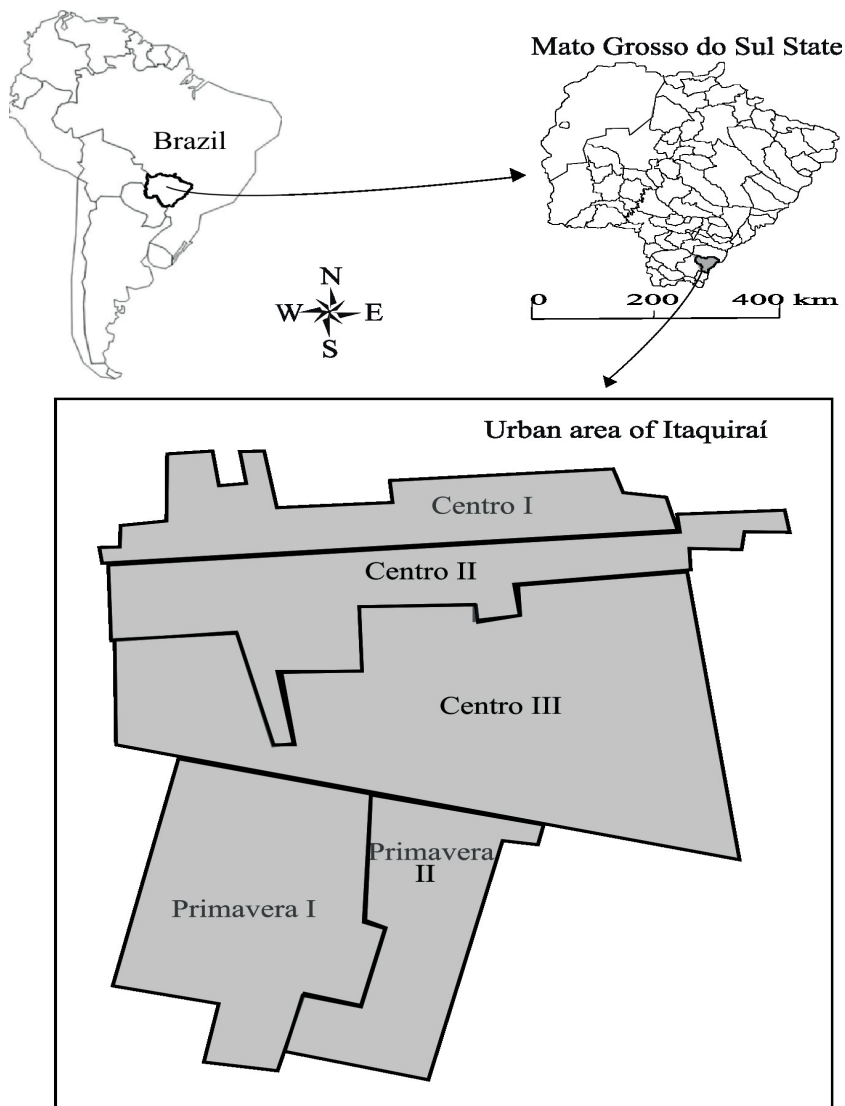 Mato Grosso do Sul State
Brazil
N
W E
S
0 200 400 km
Urban area of Itaquiraí
Centro I
Centro II
Centro III
Primavera
II
Primavera I